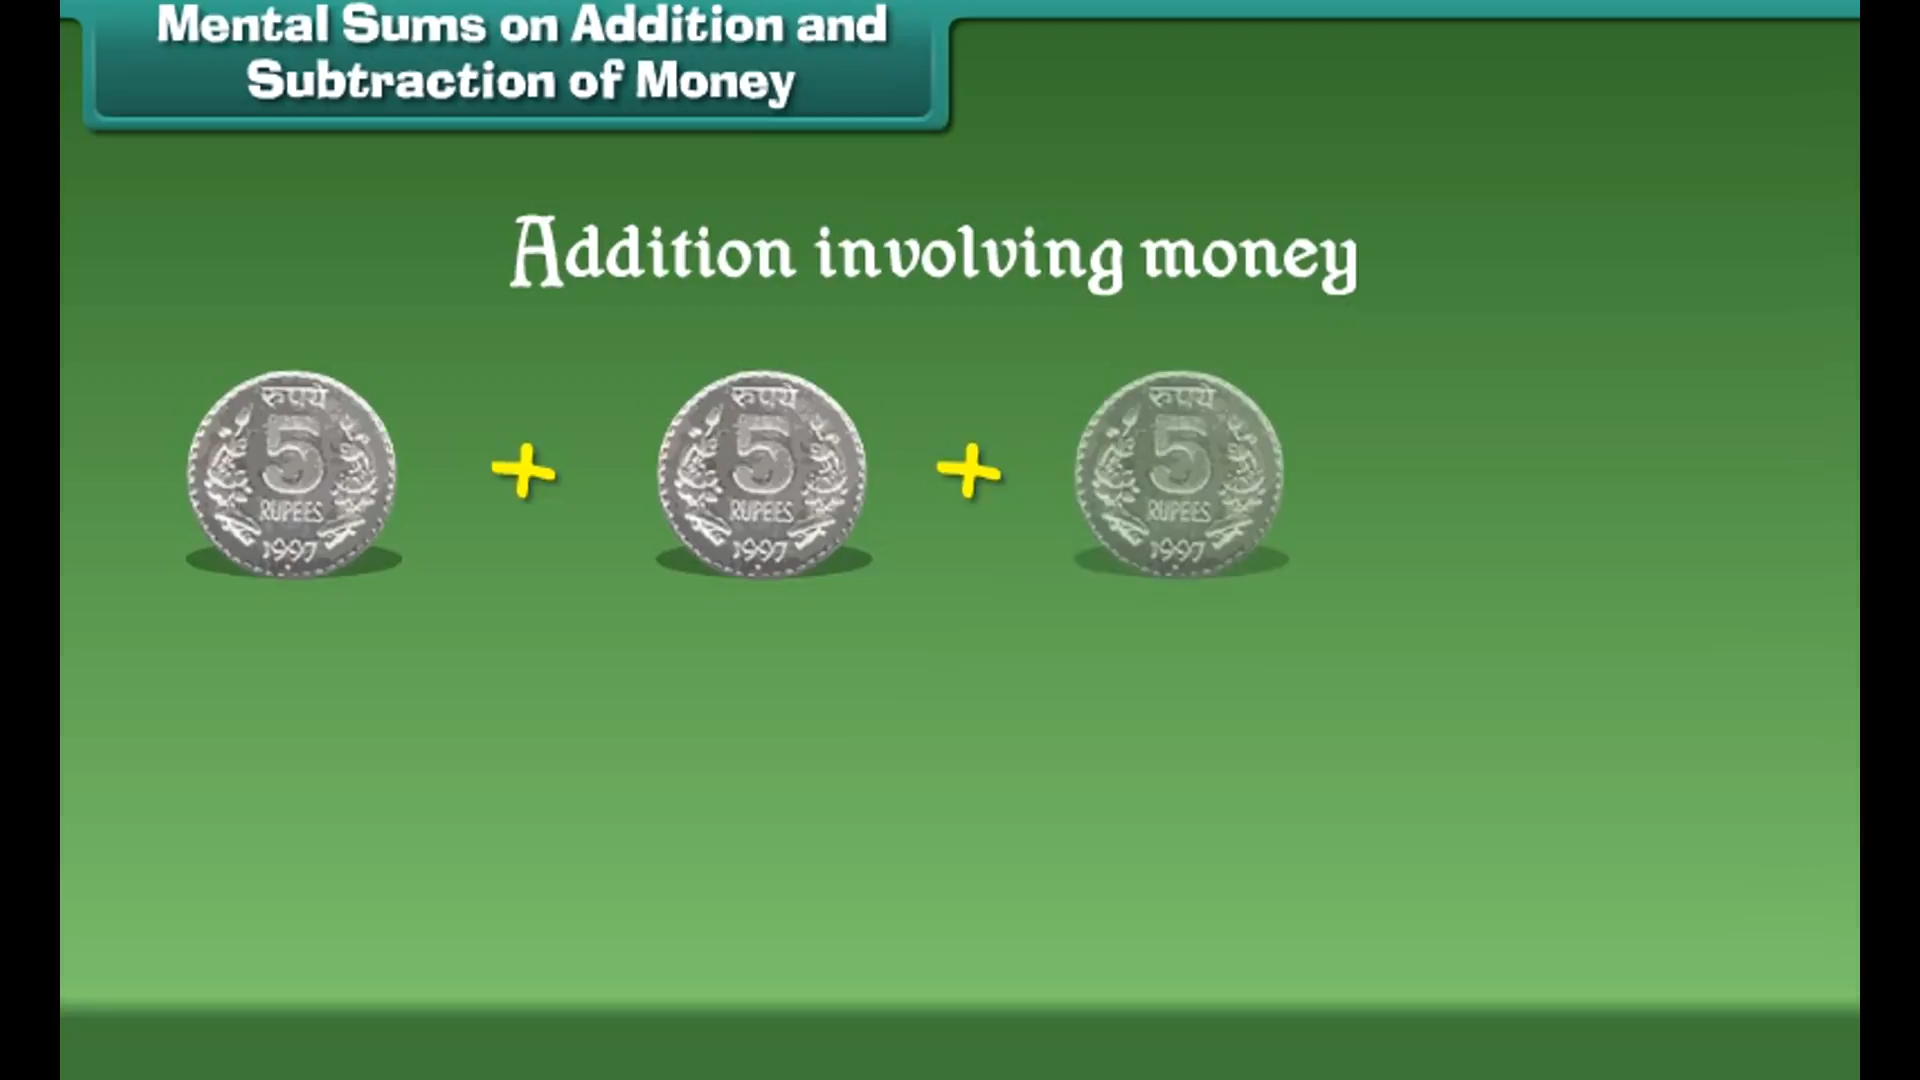 Mental Sums on Addition and
Subtraction of Money
Addition involving money
रुपये
5
RUPEES
1997
+
रुपये
5
RUPEES
1997
+
रुपये
5
RUPEES
1997